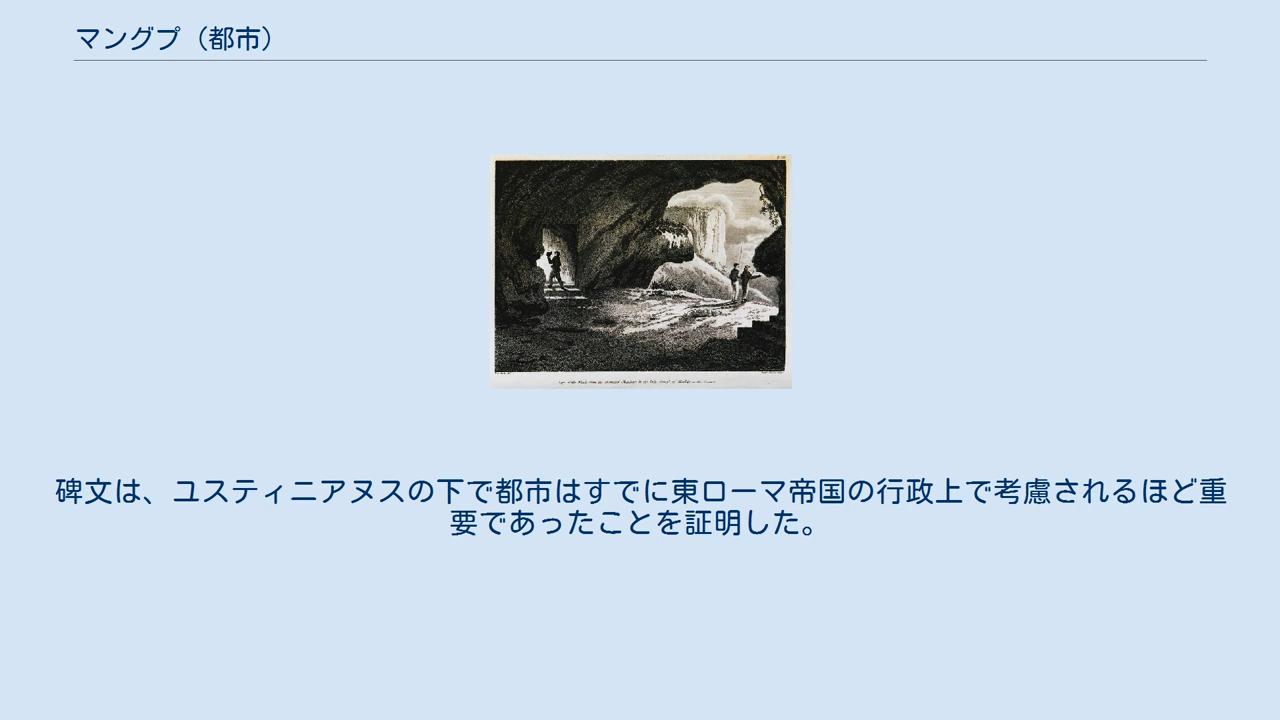 マングプ（都市）
碑文は、ユスティニアヌスの下で都市はすでに東ローマ帝国の行政上で考慮されるほど重
要であったことを証明した。